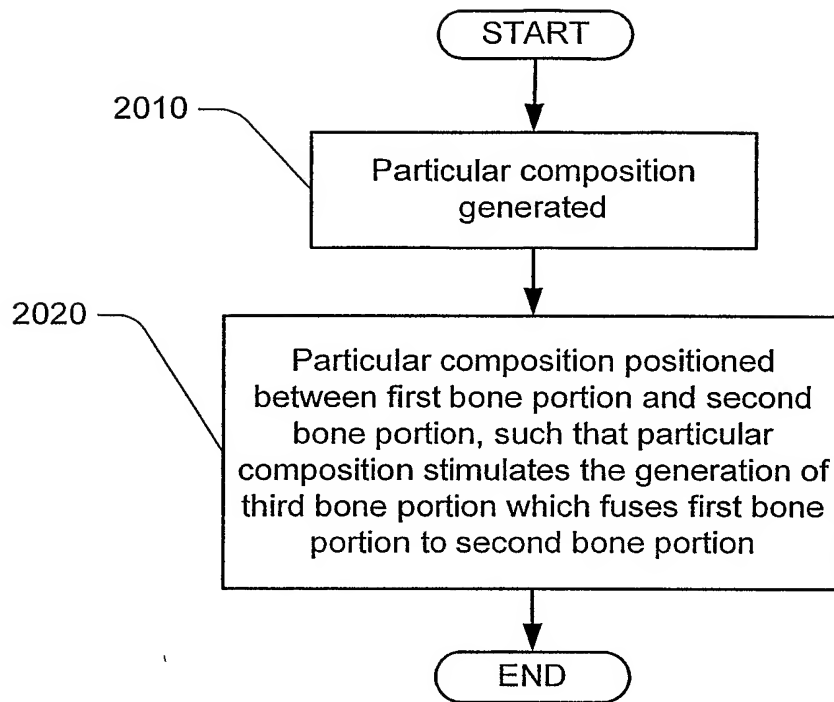 START
2010
Particular composition
generated
2020
Particular composition positioned
between first bone portion and second
bone portion, such that particular
composition stimulates the generation of
third bone portion which fuses first bone
portion to second bone portion
END